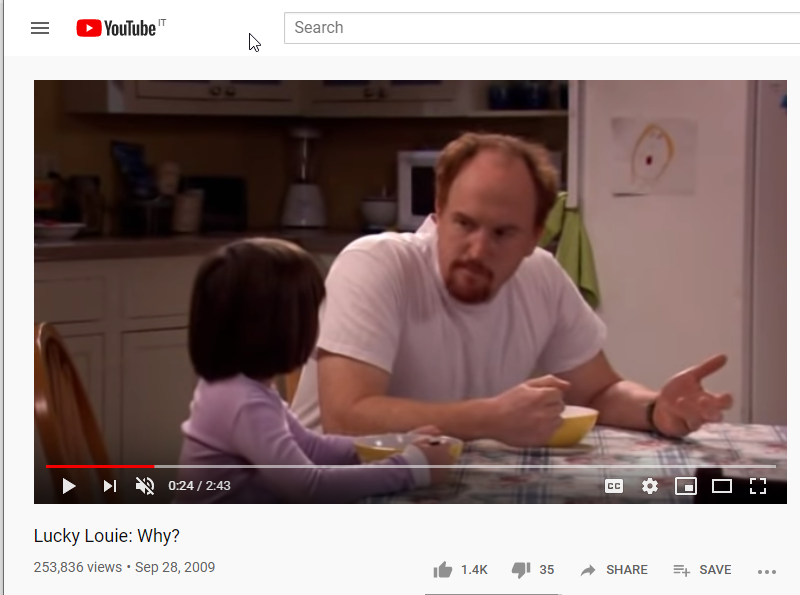 YouTube IT
Search
0:24 / 2:43
CC
Lucky Louie: Why?
253,836 views • Sep 28, 2009
1.4K
35
SHARE
SAVE